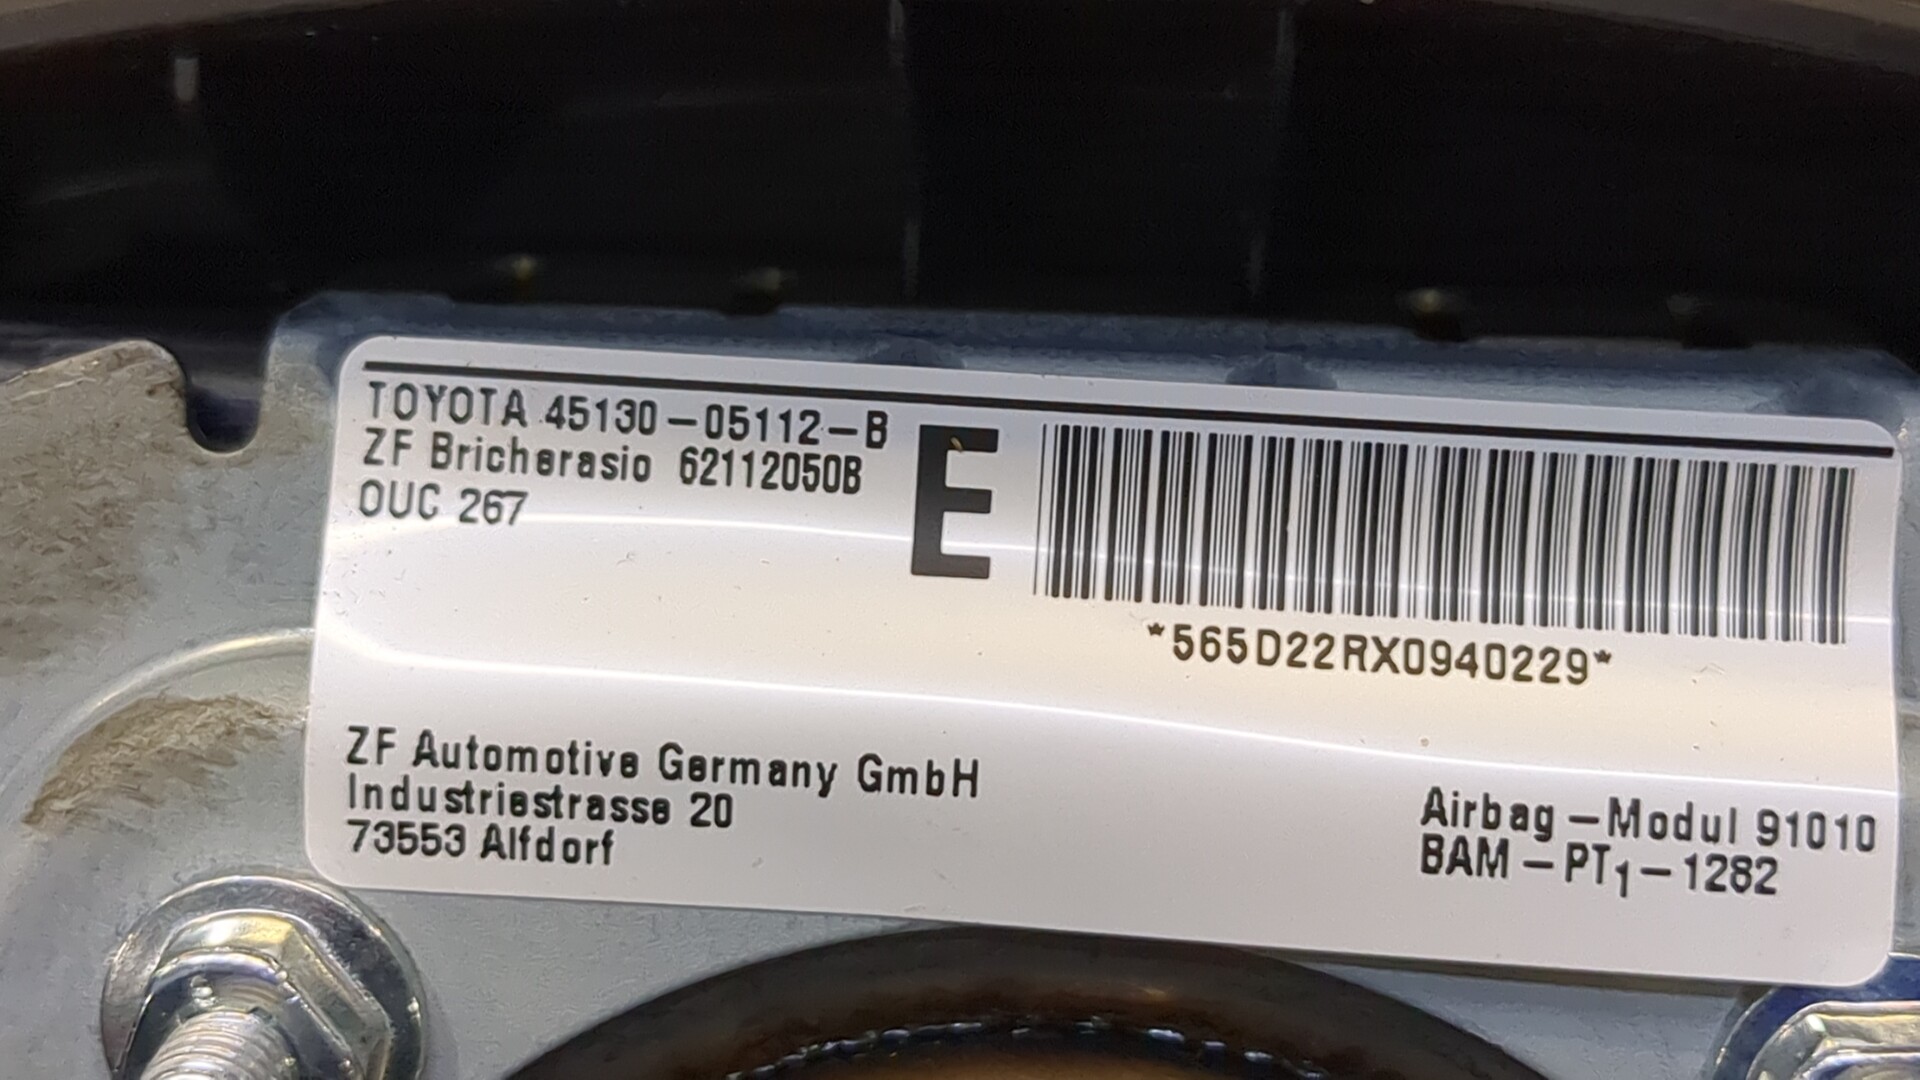 TOYOTA 45130-05112-B
ZF Bricherasio 62112050B
OUC 267
E
*565D22RX0940229*
ZF Automotive Germany GmbH
Industriestrasse 20
73553 Alfdorf
Airbag-Modul 91010
BAM-PT1-1282